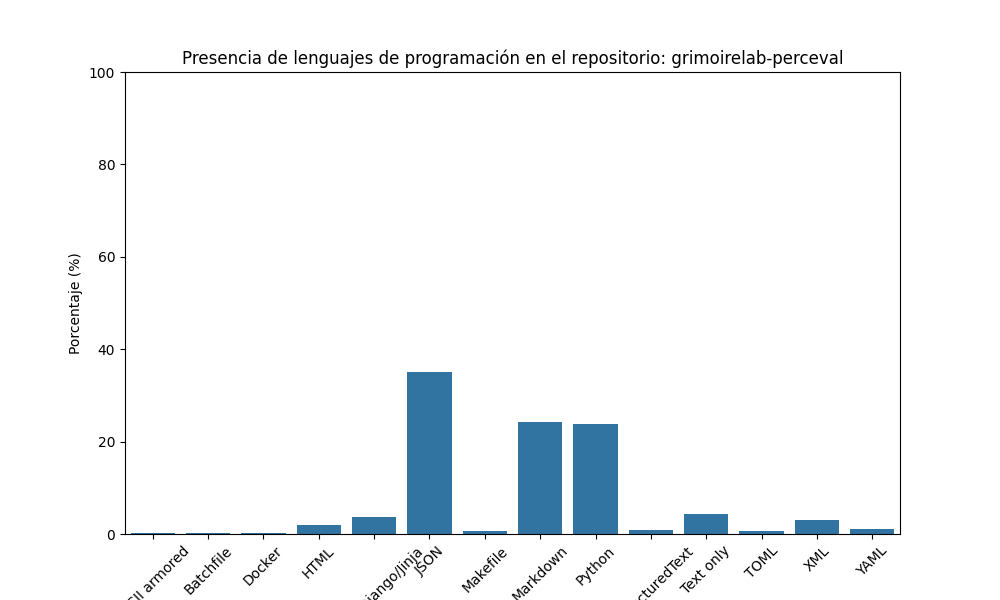 Presencia de lenguajes de programación en el repositorio: grimoirelab-perceval
Porcentaje (%)
100
80
60
40
20
0
armored
Batchfile
Docker
HTML
JSON
Makefile
Markdown
Python
Text only
TOML
XML
YAML